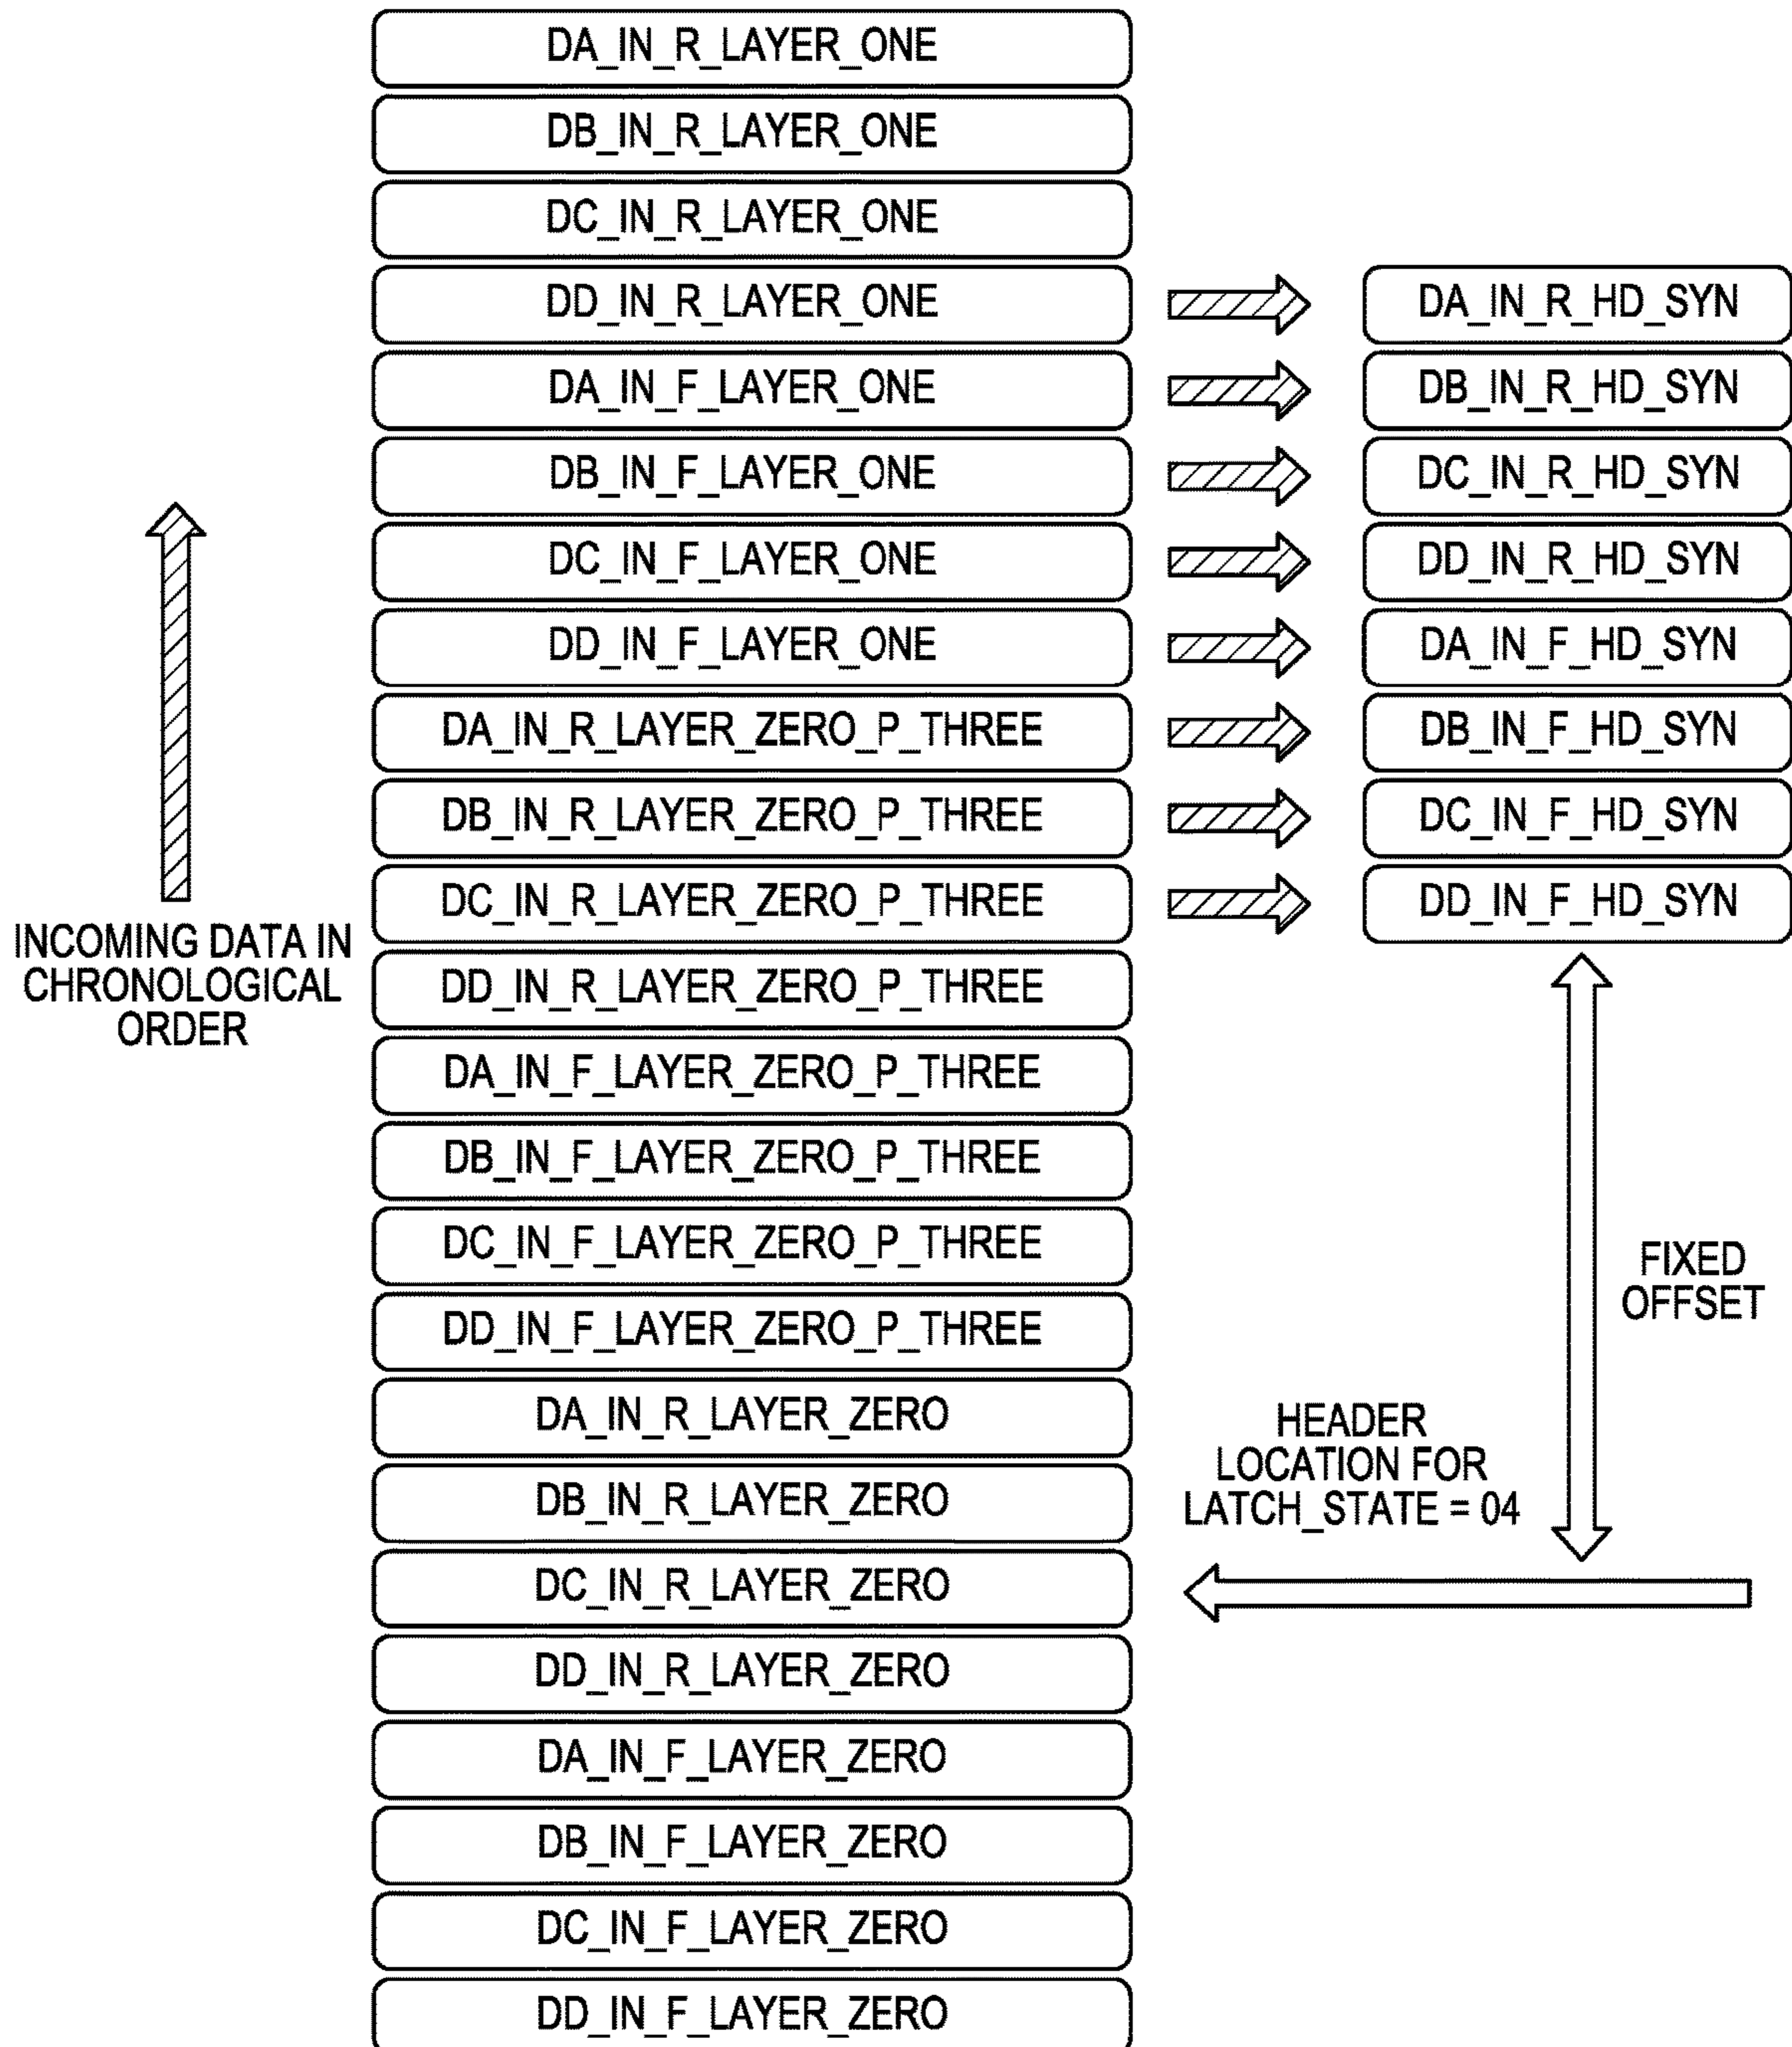 DA_IN_R_LAYER_ONE
DB_IN_R_LAYER_ONE
DC_IN_R_LAYER_ONE
DD_IN_R_LAYER_ONE
DA_IN_F_LAYER_ONE
DB_IN_F_LAYER_ONE
DC_IN_F_LAYER_ONE
DD_IN_F_LAYER_ONE
DA_IN_R_LAYER_ZERO_P_THREE
DB_IN_R_LAYER_ZERO_P_THREE
DC_IN_R_LAYER_ZERO_P_THREE
DD_IN_R_LAYER_ZERO_P_THREE
DA_IN_F_LAYER_ZERO_P_THREE
DB_IN_F_LAYER_ZERO_P_THREE
DC_IN_F_LAYER_ZERO_P_THREE
DD_IN_F_LAYER_ZERO_P_THREE
DA_IN_R_LAYER_ZERO
DB_IN_R_LAYER_ZERO
DC_IN_R_LAYER_ZERO
DD_IN_R_LAYER_ZERO
DA_IN_F_LAYER_ZERO
DB_IN_F_LAYER_ZERO
DC_IN_F_LAYER_ZERO
DD_IN_F_LAYER_ZERO
INCOMING DATA IN
CHRONOLOGICAL
ORDER
DA_IN_R_HD_SYN
DB_IN_R_HD_SYN
DC_IN_R_HD_SYN
DD_IN_R_HD_SYN
DA_IN_F_HD_SYN
DB_IN_F_HD_SYN
DC_IN_F_HD_SYN
DD_IN_F_HD_SYN
FIXED
OFFSET
HEADER
LOCATION FOR
LATCH_STATE = 04